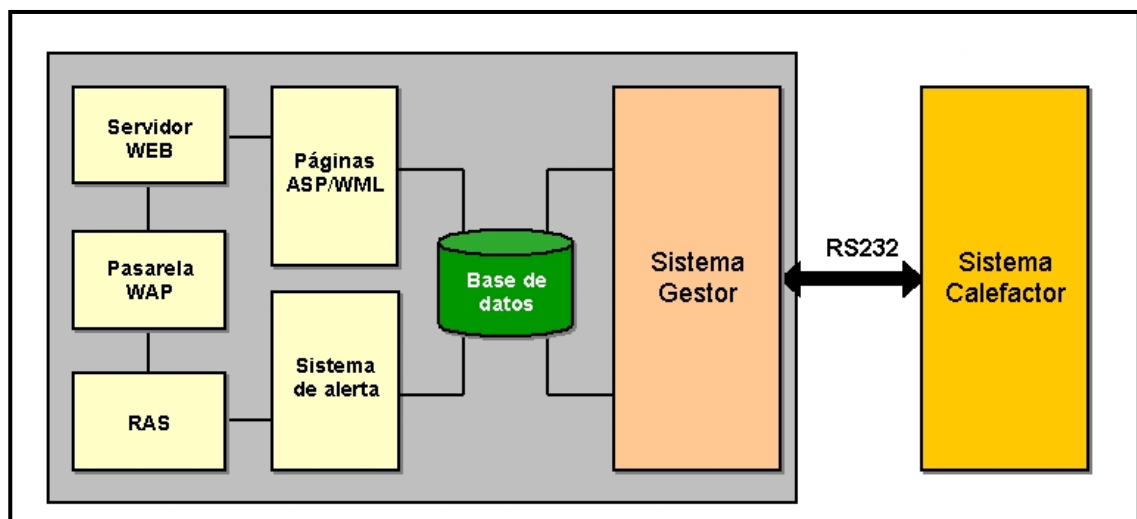 Servidor
WEB
Páginas
ASP/WML
Pasarela
WAP
RAS
Sistema
de alerta
Base de
datos
Sistema
Gestor
RS232
Sistema
Calefactor